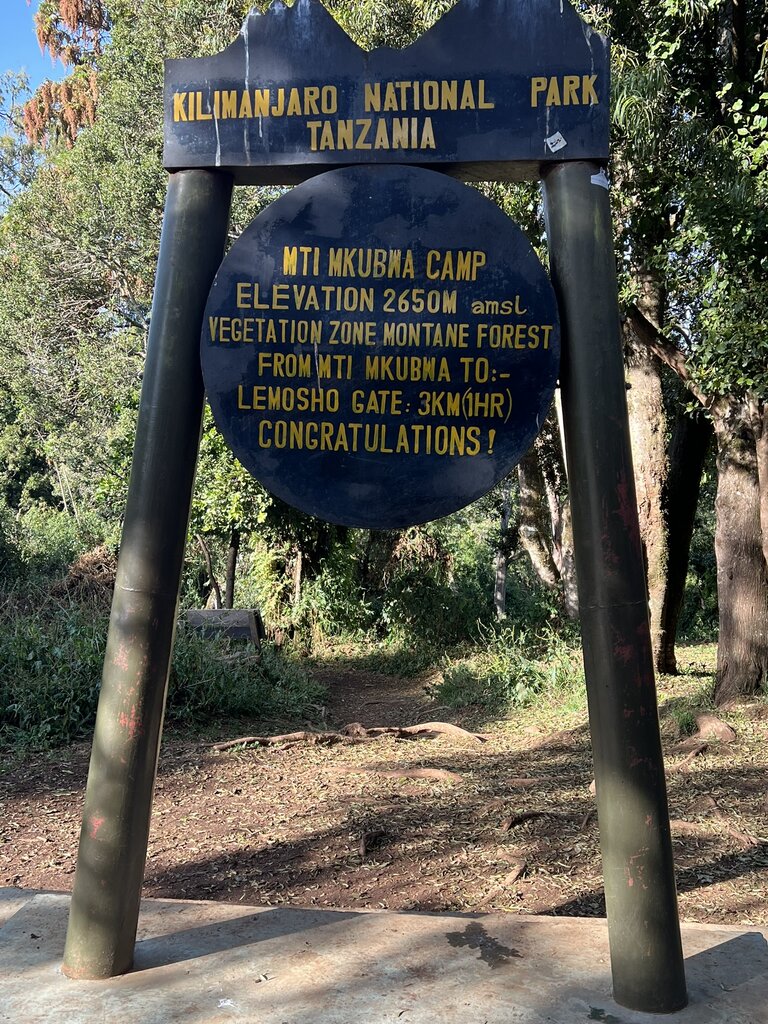 KILIMANJARO NATIONAL PARK
TANZANIA
MTI MKUBWA CAMP
ELEVATION 2650M amsl
VEGETATION ZONE MONTANE FOREST
FROM MTI MKUBWA TO:-
LEMOSHO GATE: 3KM(1HR)
CONGRATULATIONS!